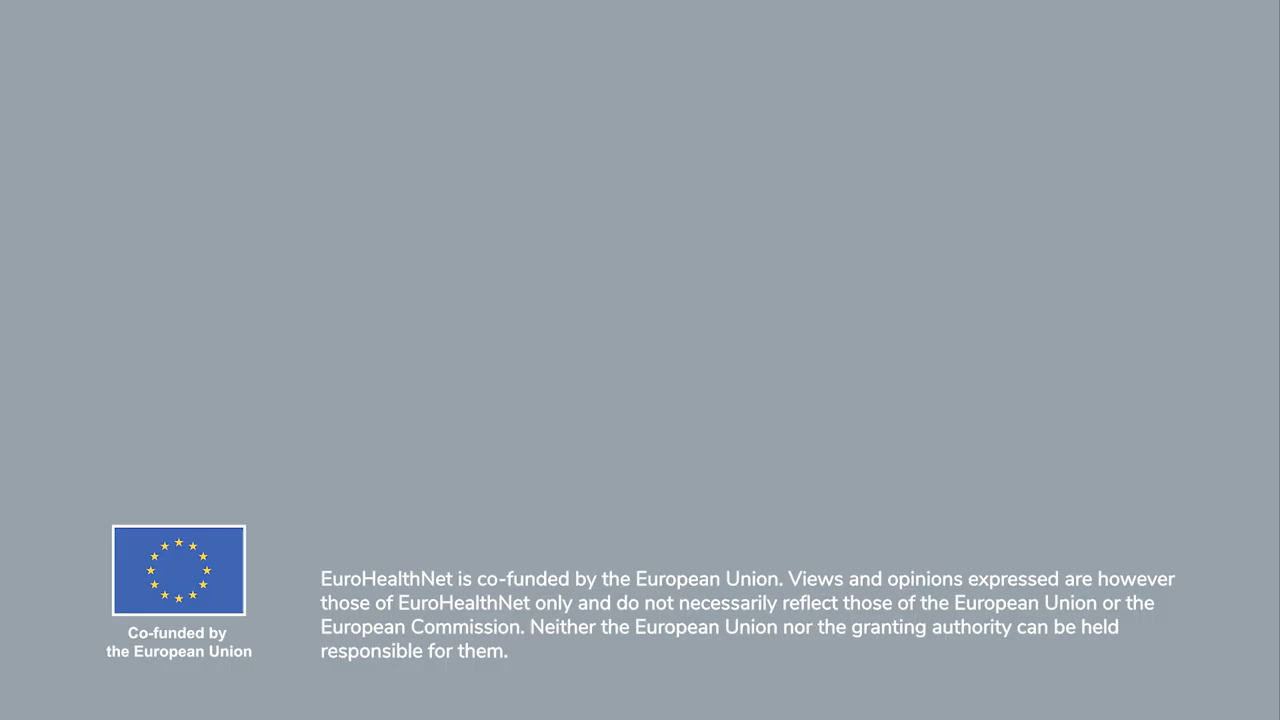 Co-funded by
the European Union
EuroHealthNet is co-funded by the European Union. Views and opinions expressed are however
those of EuroHealthNet only and do not necessarily reflect those of the European Union or the
European Commission. Neither the European Union nor the granting authority can be held
responsible for them.